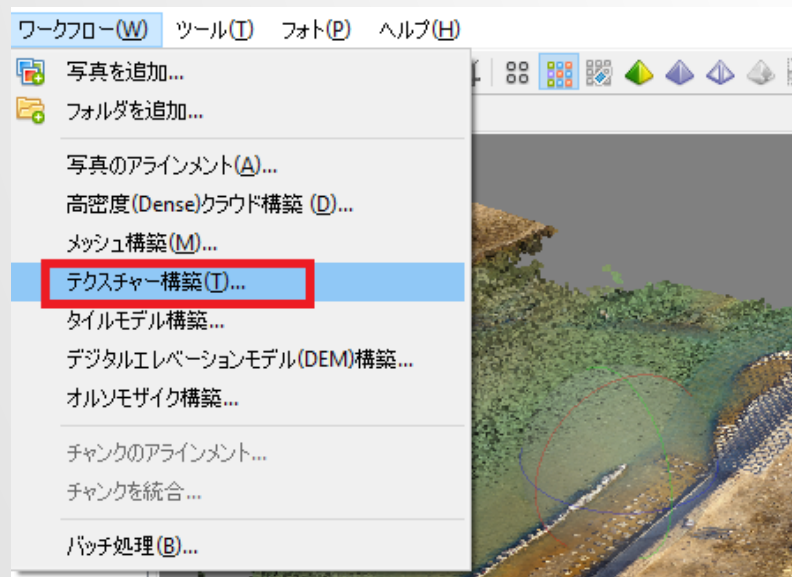 ワークフロー(W) ツール(T) フォト(P) ヘルプ(H)
写真を追加...
フォルダを追加...
写真のアラインメント(A)...
高密度(Dense)クラウド構築 (D)...
メッシュ構築(M)...
テクスチャー構築(T)...
タイルモデル構築...
デジタルエレベーションモデル(DEM)構築...
オルソモザイク構築...
チャンクのアラインメント...
チャンクを統合...
バッチ処理(B)...